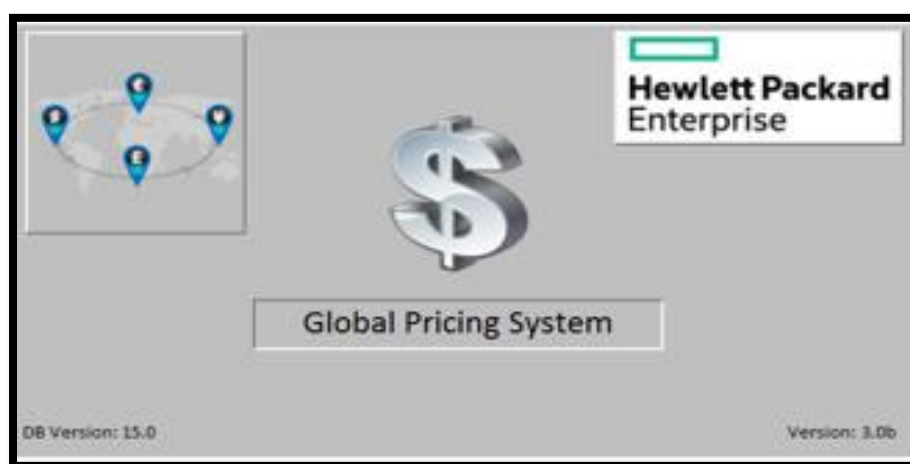 Hewlett Packard
Enterprise
$
Global Pricing System
DB Version: 15.0
Version: 3.0b